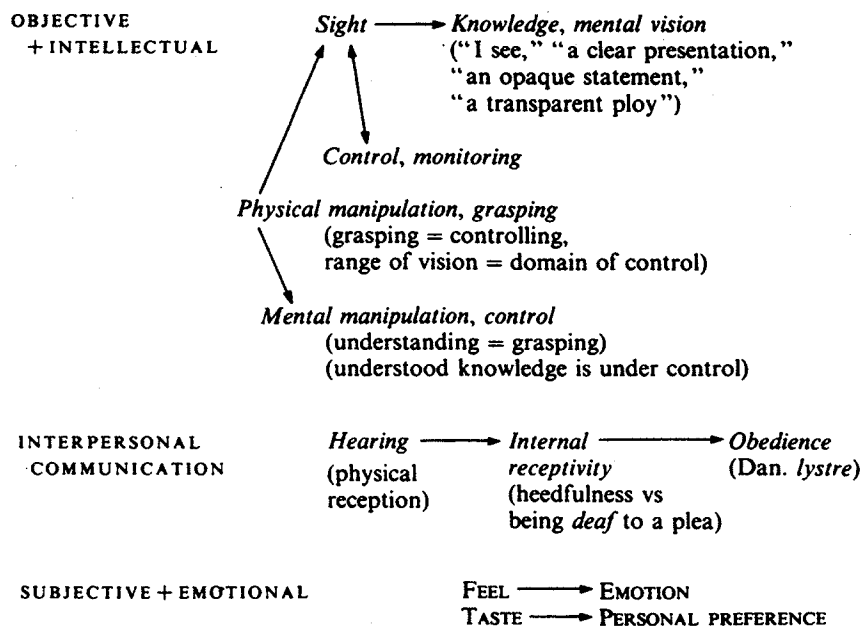 OBJECTIVE
+ INTELLECTUAL
Sight → Knowledge, mental vision
("I see," "a clear presentation,"
"an opaque statement,"
"a transparent ploy")
Control, monitoring
Physical manipulation, grasping
(grasping = controlling,
range of vision = domain of control)
Mental manipulation, control
(understanding = grasping)
(understood knowledge is under control)
INTERPERSONAL
COMMUNICATION
Hearing → Internal → Obedience
(physical receptivity (Dan. lystre)
reception) (heedfulness vs
being deaf to a plea)
SUBJECTIVE + EMOTIONAL
FEEL → EMOTION
TASTE → PERSONAL PREFERENCE